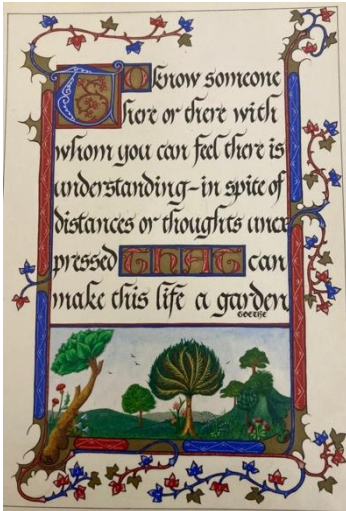 To know someone
here or there with
whom you can feel there is
understanding–in spite of
distances or thoughts unex
pressed THAT can
make this life a garden
GOETHE